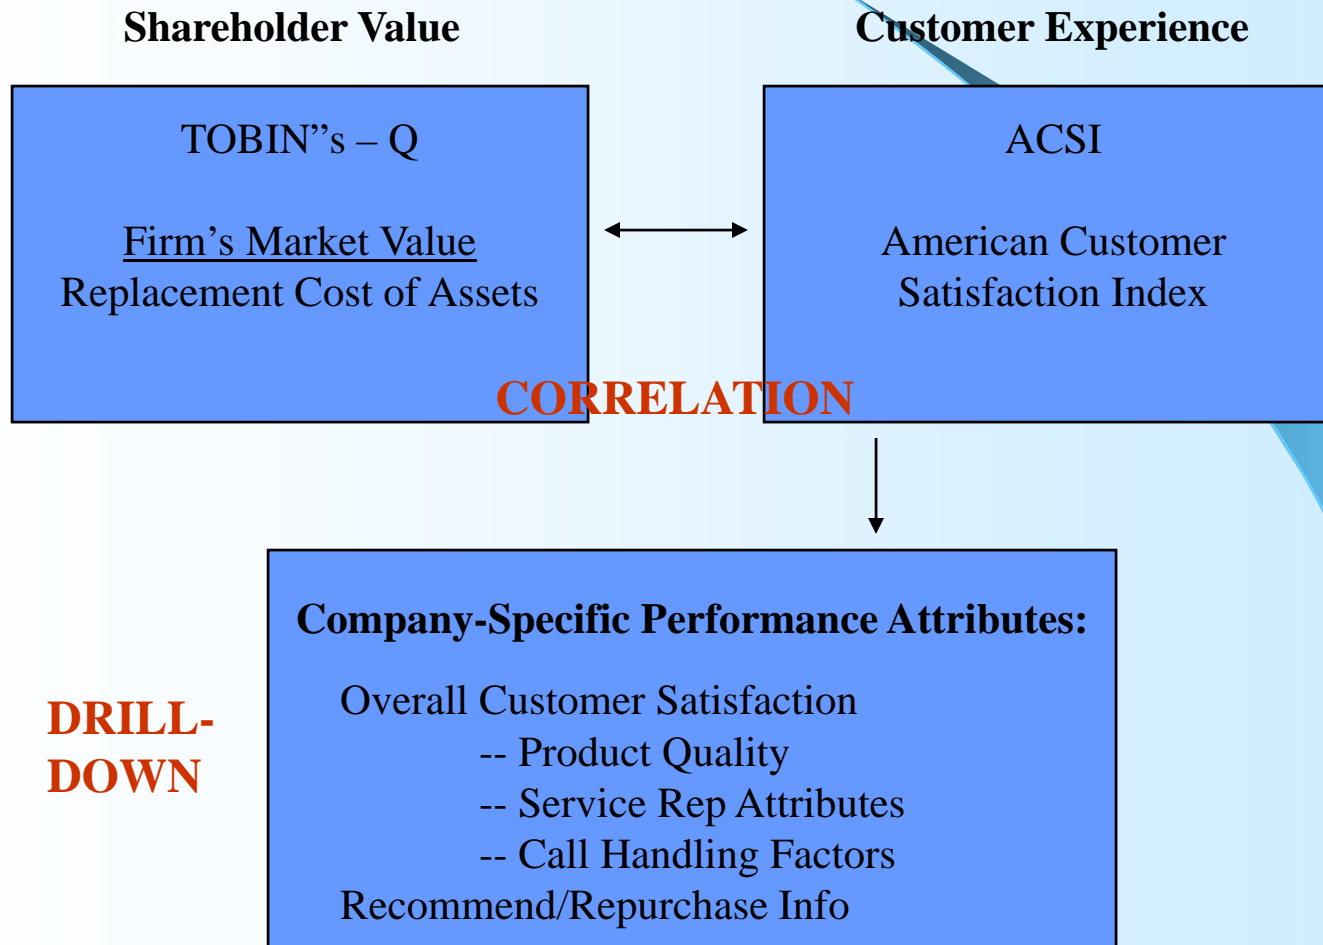 Shareholder Value
Customer Experience
TOBIN”s – Q
Firm’s Market Value
Replacement Cost of Assets
ACSI
American Customer
Satisfaction Index
CORRELATION
DRILL-
DOWN
Company-Specific Performance Attributes:
Overall Customer Satisfaction
-- Product Quality
-- Service Rep Attributes
-- Call Handling Factors
Recommend/Repurchase Info